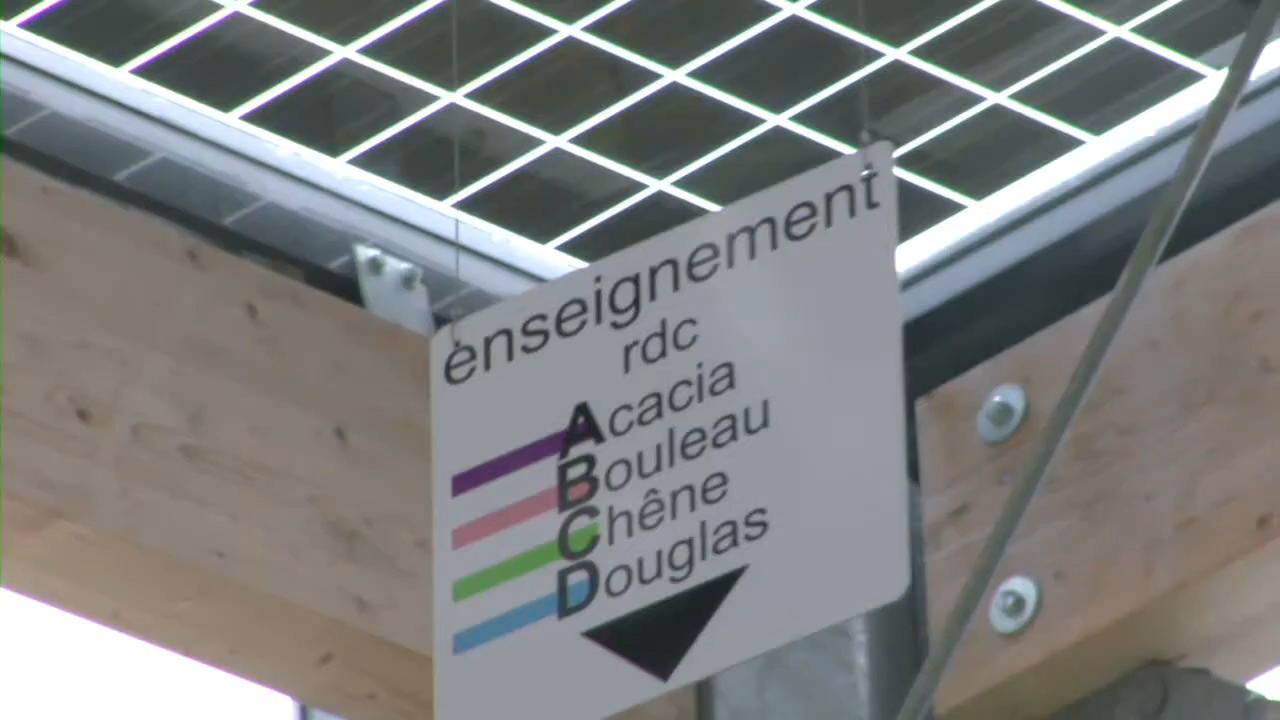 enseignement
rdc
Acacia
Bouleau
Chêne
Douglas